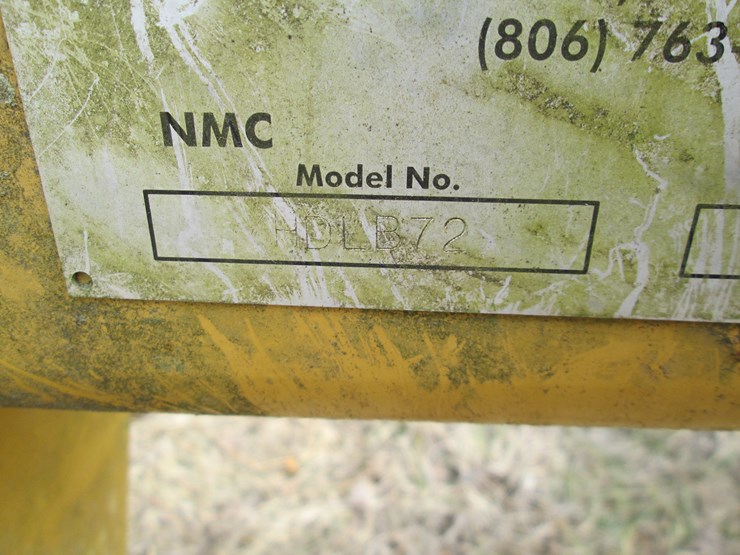 (806) 763
NMC
Model No.
HDLB72